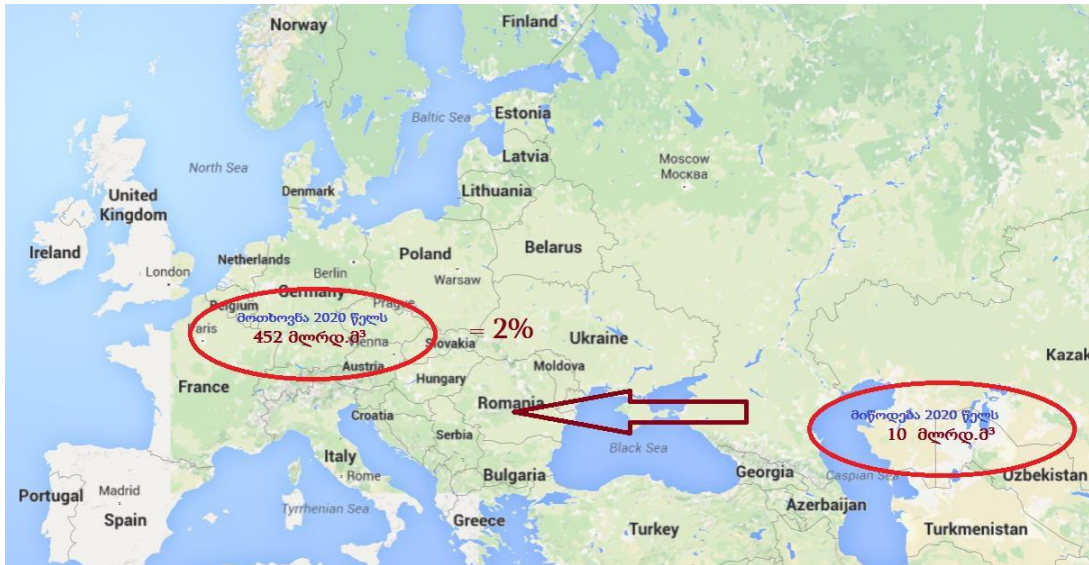 Norway
Finland
Baltic Sea
Estonia
North Sea
Latvia
Moscow
Москва
Denmark
Lithuania
United
Kingdom
Ireland
Netherlands
Poland
Belarus
London
Berlin
Warsaw
Belgium
Germany
Prague
მოთხოვნა 2020 წელს
452 მლრდ.მ³
Paris
Vienna
= 2%
Slovakia
Ukraine
Kazak
Austria
France
Hungary
Moldova
Romania
Croatia
მიწოდება 2020 წელს
10 მლრდ.მ³
Serbia
Black Sea
Italy
Rome
Bulgaria
Georgia
Caspian Sea
Uzbekistan
Portugal
Madrid
Spain
Tyrrhenian Sea
Greece
Turkey
Azerbaijan
Turkmenistan